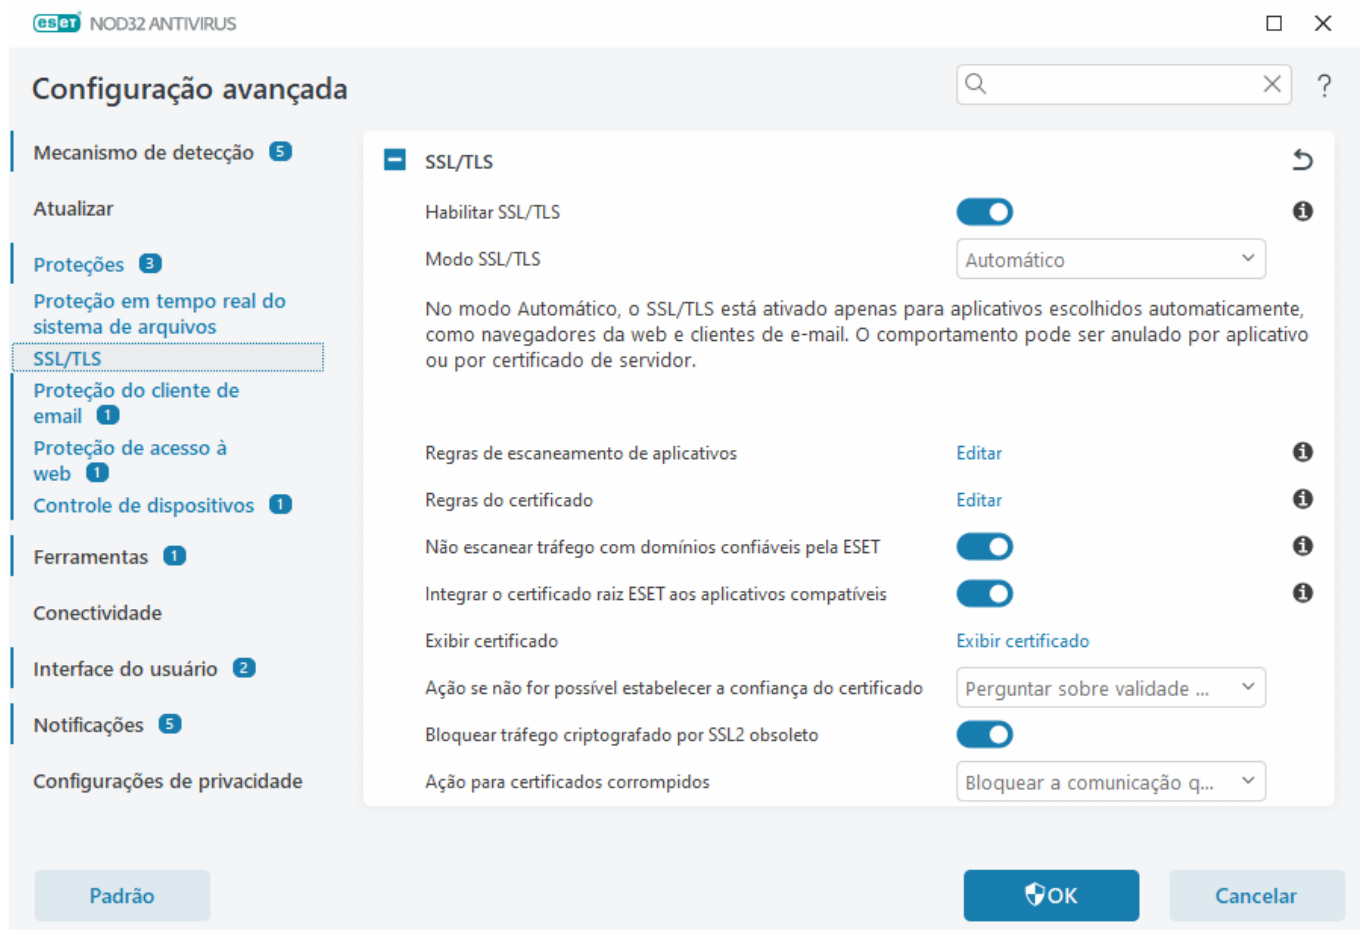 eset NOD32 ANTIVIRUS
Configuração avançada
?
Mecanismo de detecção 5
Atualizar
Proteções 3
Proteção em tempo real do
sistema de arquivos
SSL/TLS
Proteção do cliente de
email 1
Proteção de acesso à
web 1
Controle de dispositivos 1
Ferramentas 1
Conectividade
Interface do usuário 2
Notificações 5
Configurações de privacidade
SSL/TLS
Habilitar SSL/TLS
Modo SSL/TLS Automático
No modo Automático, o SSL/TLS está ativado apenas para aplicativos escolhidos automaticamente,
como navegadores da web e clientes de e-mail. O comportamento pode ser anulado por aplicativo
ou por certificado de servidor.
Regras de escaneamento de aplicativos Editar
Regras do certificado Editar
Não escanear tráfego com domínios confiáveis pela ESET
Integrar o certificado raiz ESET aos aplicativos compatíveis
Exibir certificado Exibir certificado
Ação se não for possível estabelecer a confiança do certificado Perguntar sobre validade ...
Bloquear tráfego criptografado por SSL2 obsoleto
Ação para certificados corrompidos Bloquear a comunicação q...
Padrão
OK
Cancelar